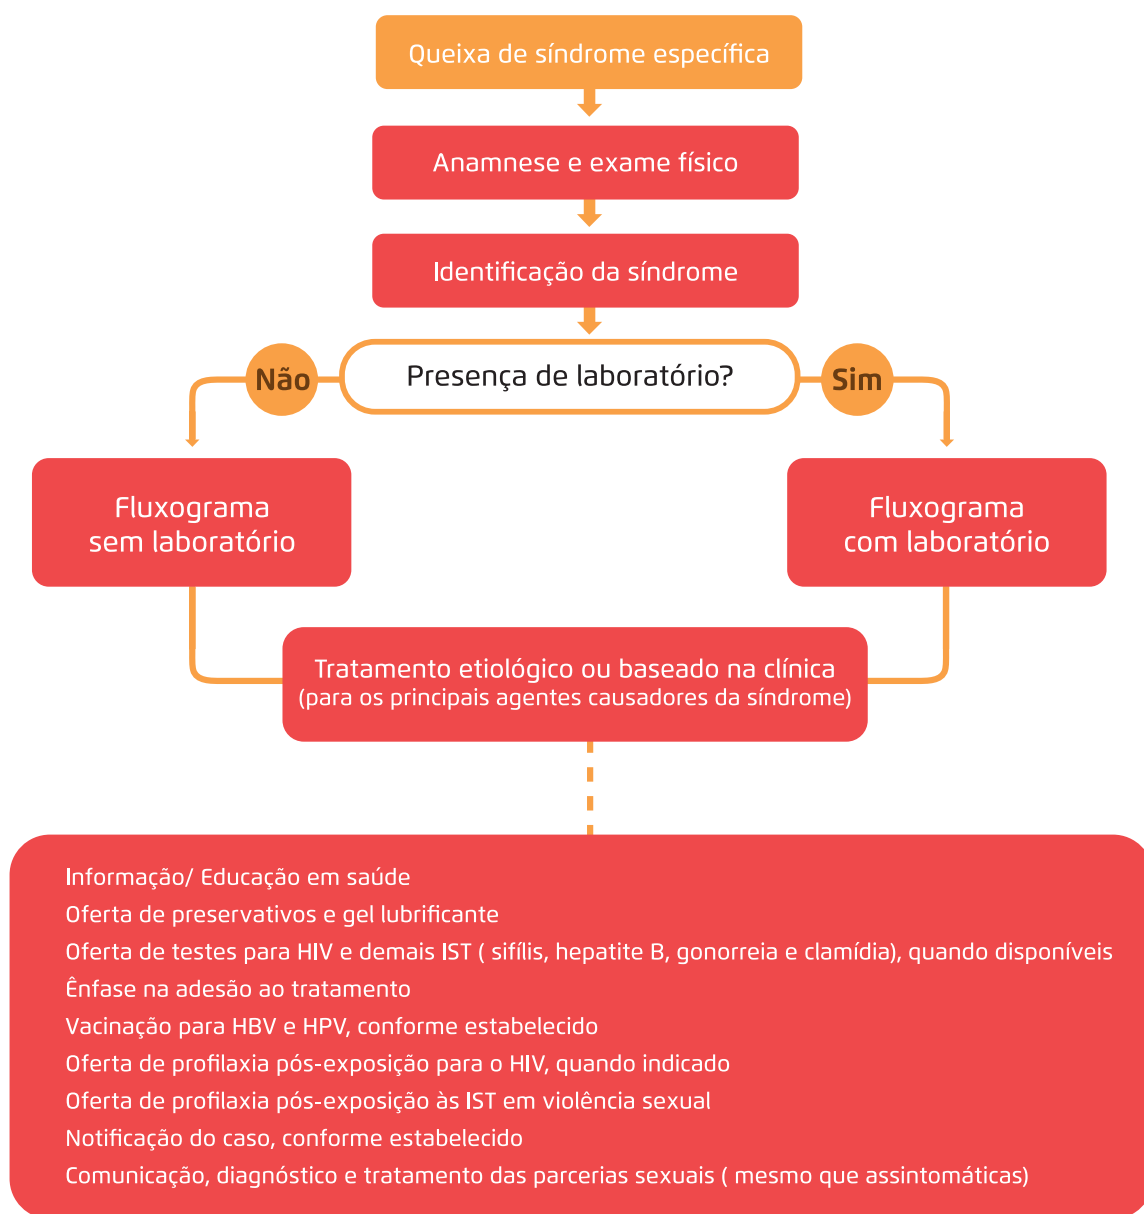 Queixa de síndrome específica
Anamnese e exame físico
Identificação da síndrome
Presença de laboratório?
Não
Sim
Fluxograma
sem laboratório
Fluxograma
com laboratório
Tratamento etiológico ou baseado na clínica
(para os principais agentes causadores da síndrome)
Informação/ Educação em saúde
Oferta de preservativos e gel lubrificante
Oferta de testes para HIV e demais IST ( sifílis, hepatite B, gonorreia e clamídia), quando disponíveis
Ênfase na adesão ao tratamento
Vacinação para HBV e HPV, conforme estabelecido
Oferta de profilaxia pós-exposição para o HIV, quando indicado
Oferta de profilaxia pós-exposição às IST em violência sexual
Notificação do caso, conforme estabelecido
Comunicação, diagnóstico e tratamento das parcerias sexuais ( mesmo que assintomáticas)